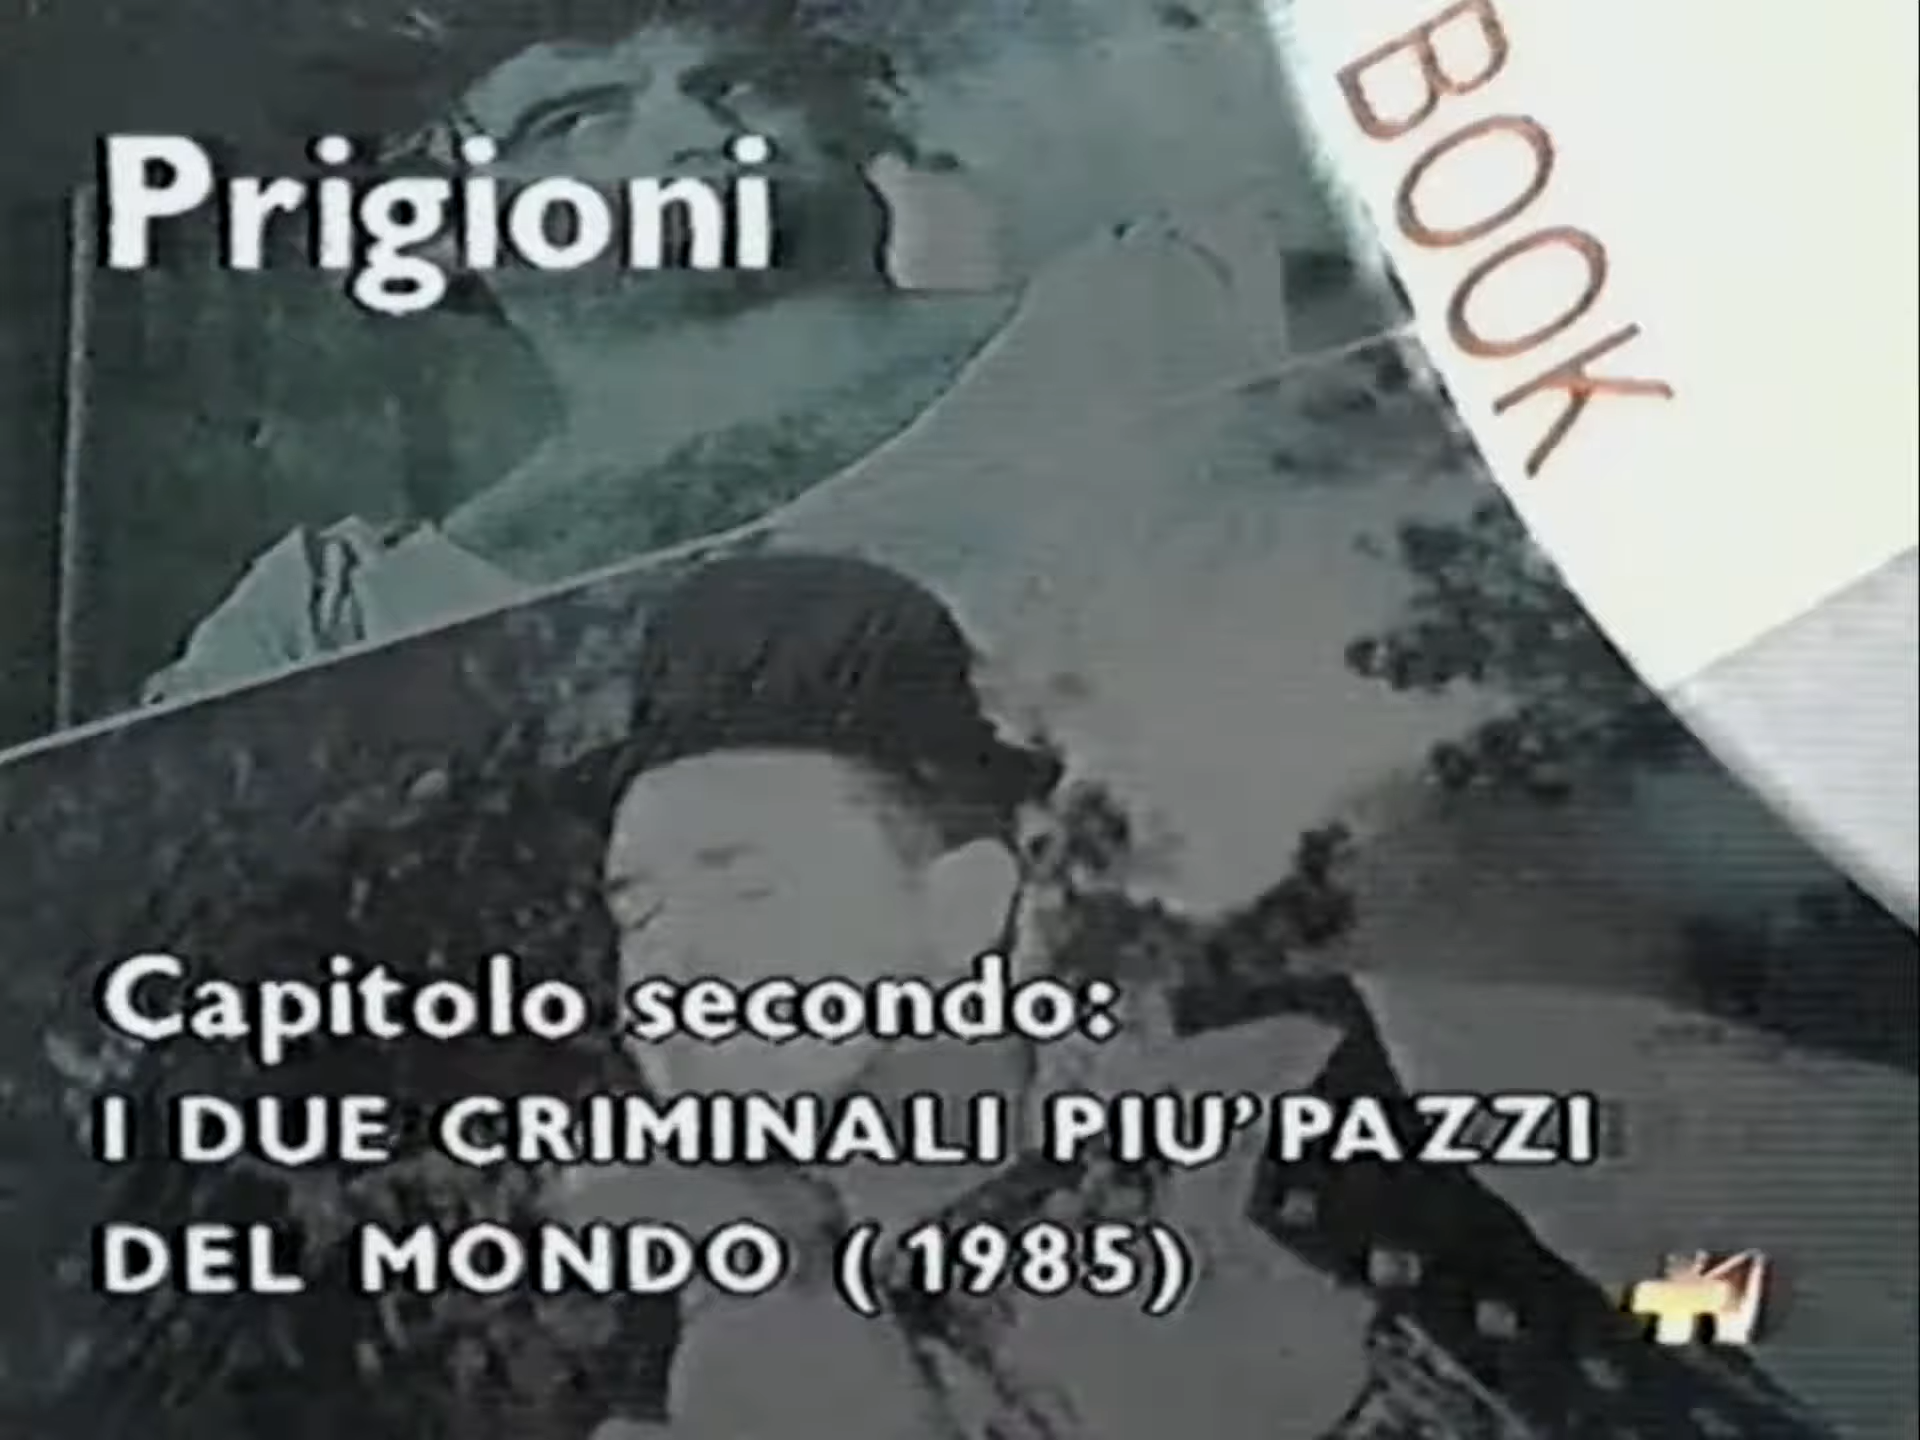 BOOK
Prigioni
Capitolo secondo:
I DUE CRIMINALI PIU'PAZZI
DEL MONDO (1985)